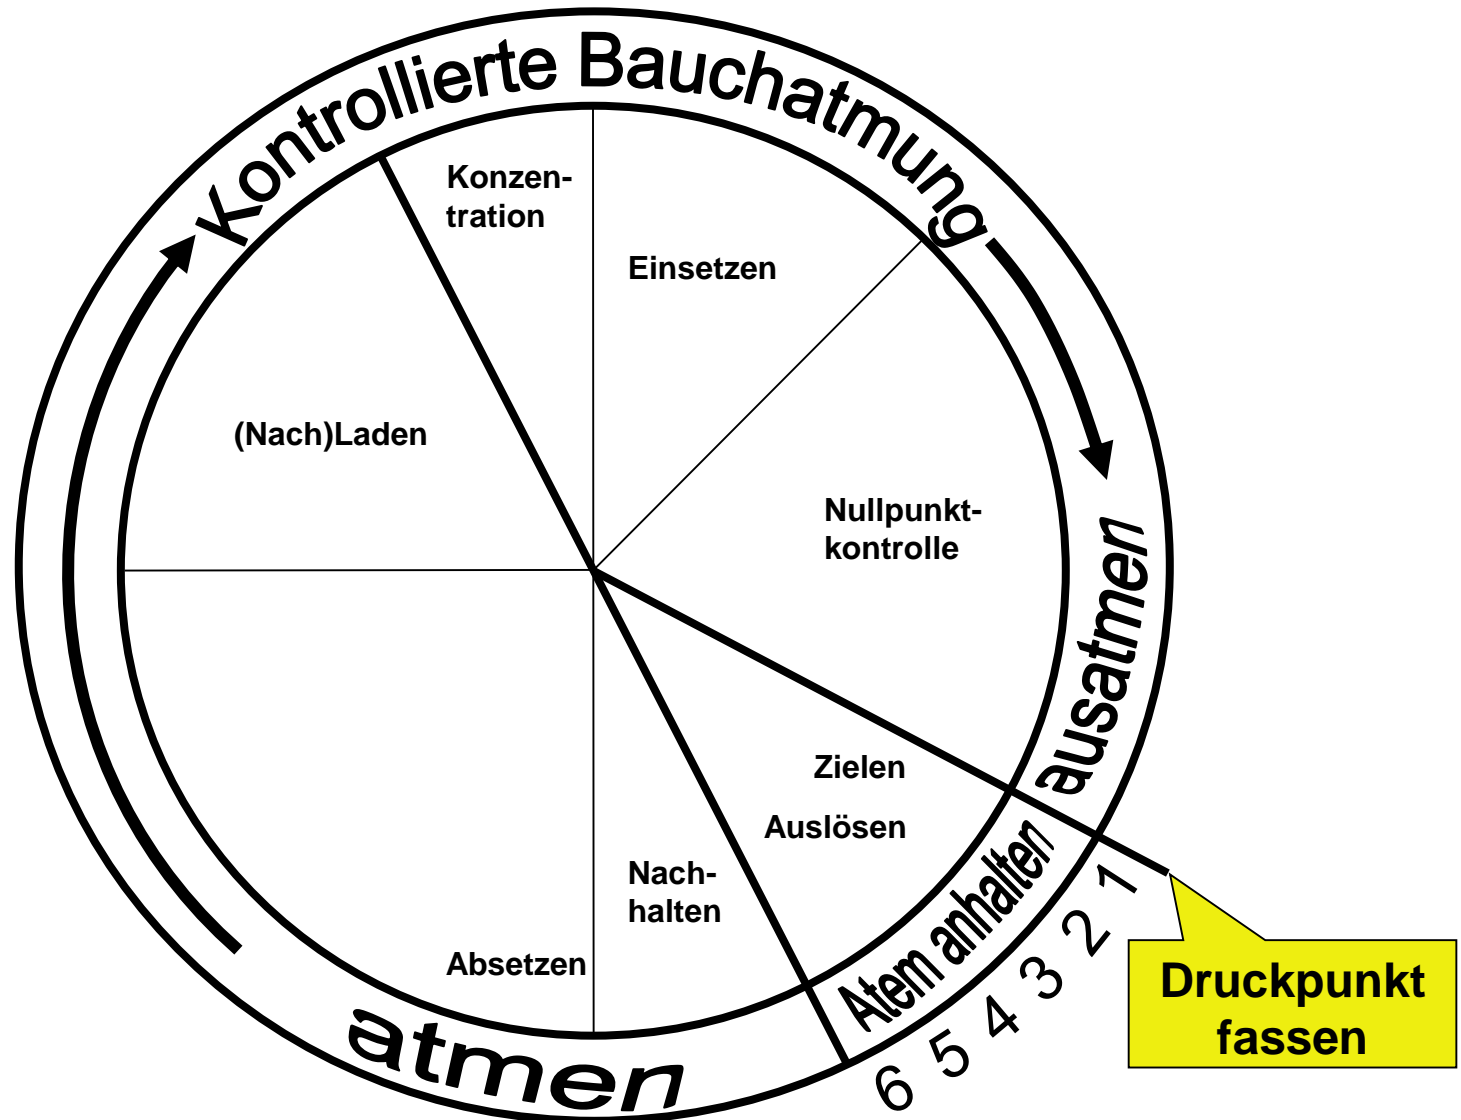 Kontrollierte Bauchatmung
Konzen-
tration
Einsetzen
(Nach)Laden
Nullpunkt-
kontrolle
ausatmen
Zielen
Auslösen
Atem anhalten
1
2
3
4
5
6
Druckpunkt
fassen
Nach-
halten
Absetzen
atmen